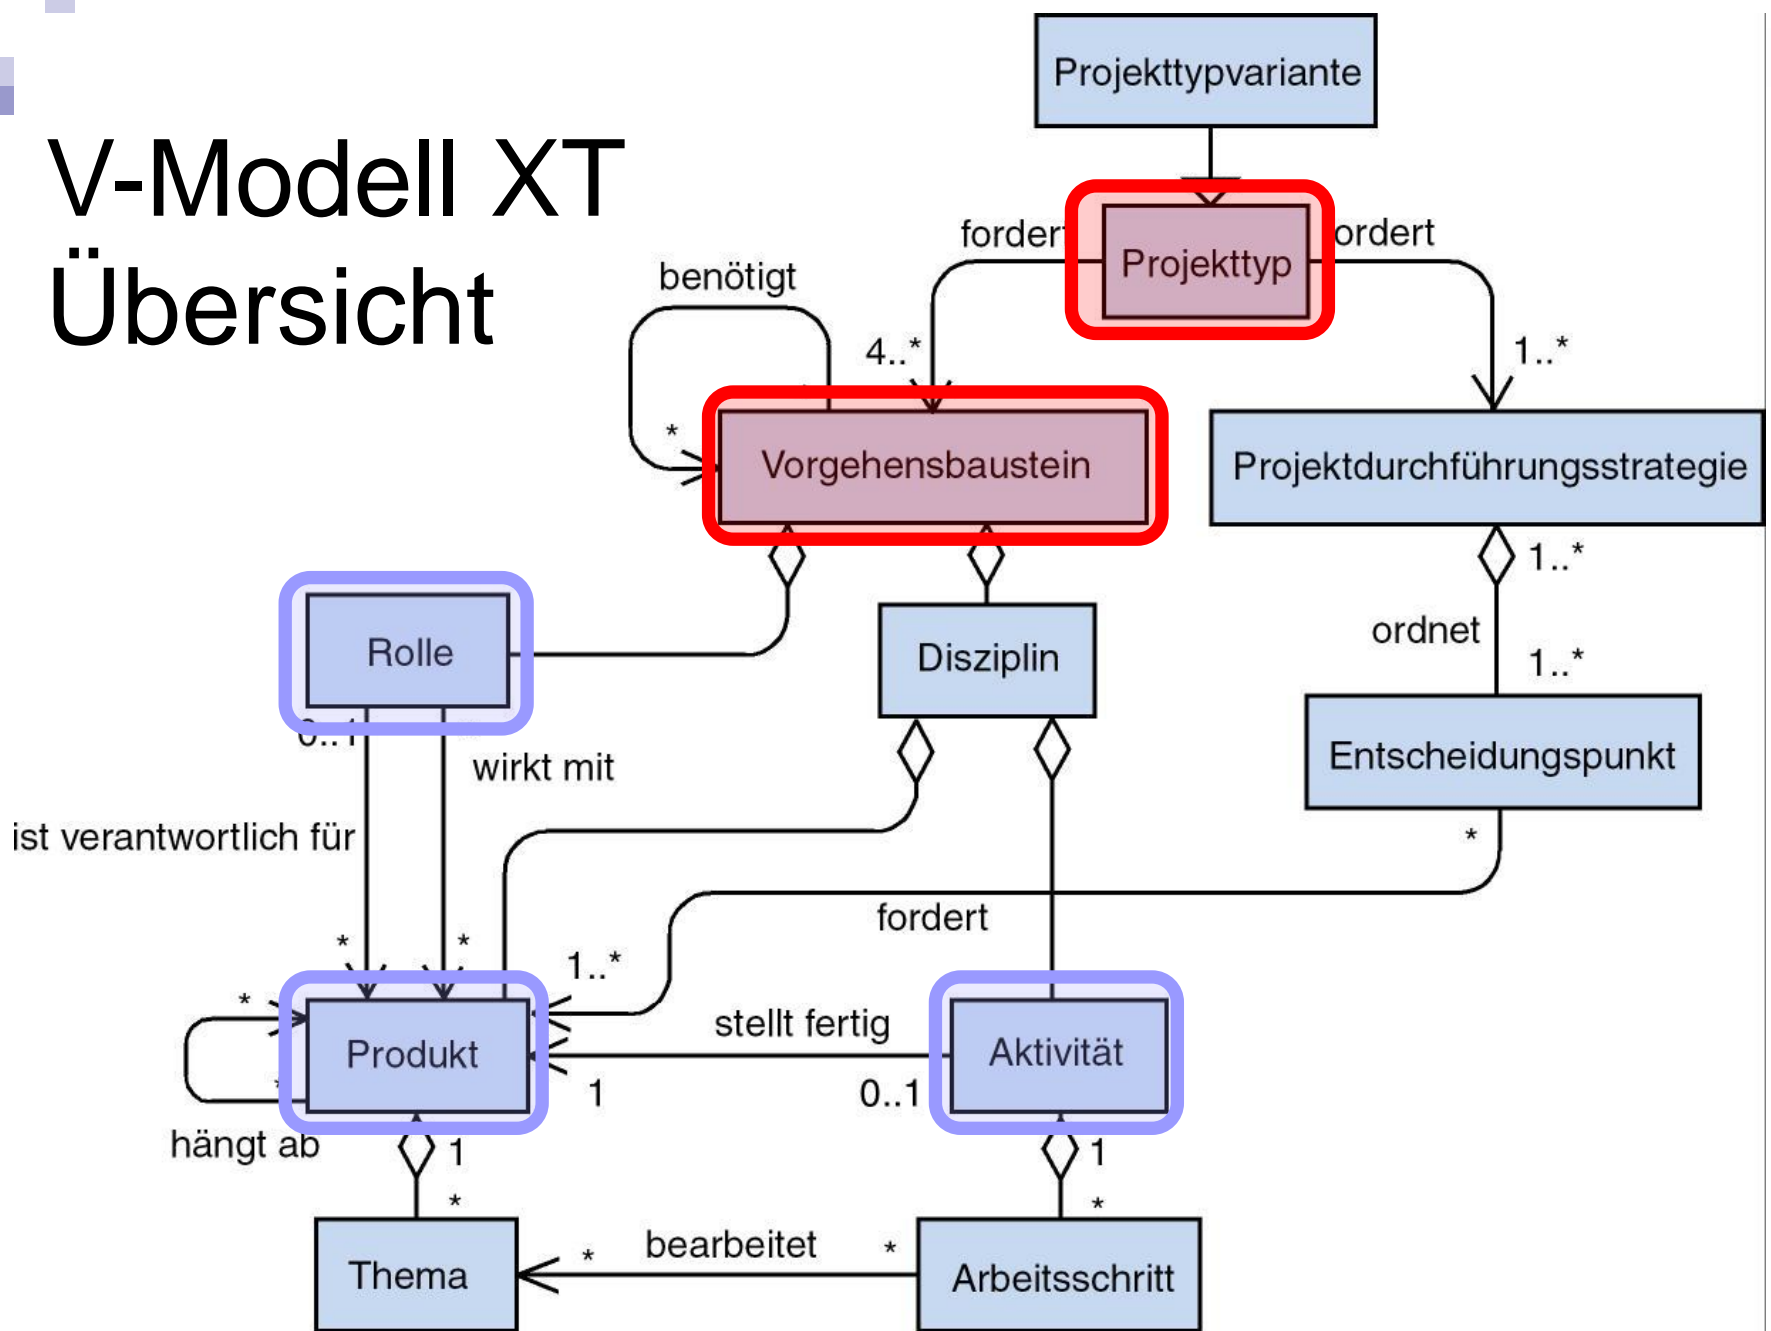 V-Modell XT
Übersicht
Projekttypvariante
fordert
Projekttyp
ordert
benötigt
4..*
1..*
*
Vorgehensbaustein
Projektdurchführungsstrategie
1..*
ordnet
1..*
Rolle
Disziplin
0..1
wirkt mit
Entscheidungspunkt
*
ist verantwortlich für
fordert
*
*
1..*
*
stellt fertig
Produkt
Aktivität
1
0..1
*
hängt ab
1
1
*
*
bearbeitet
*
*
Thema
Arbeitsschritt